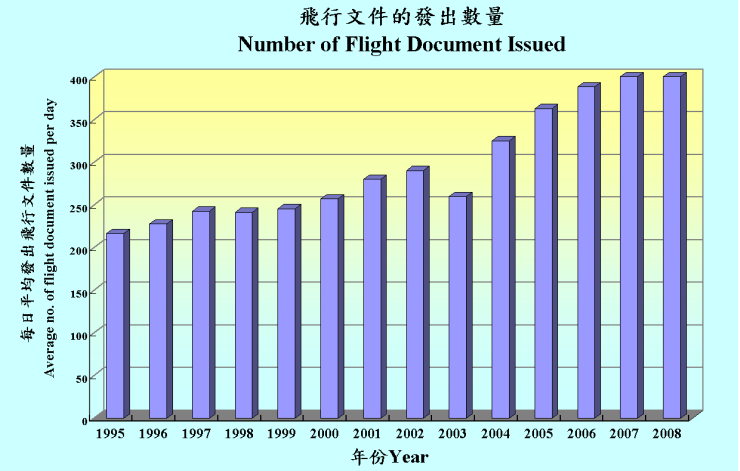 飛行文件的發出數量
Number of Flight Document Issued
每日平均發出飛行文件數量
Average no. of flight document issued per day
400
350
300
250
200
150
100
50
0
1995 1996 1997 1998 1999 2000 2001 2002 2003 2004 2005 2006 2007 2008
年份Year